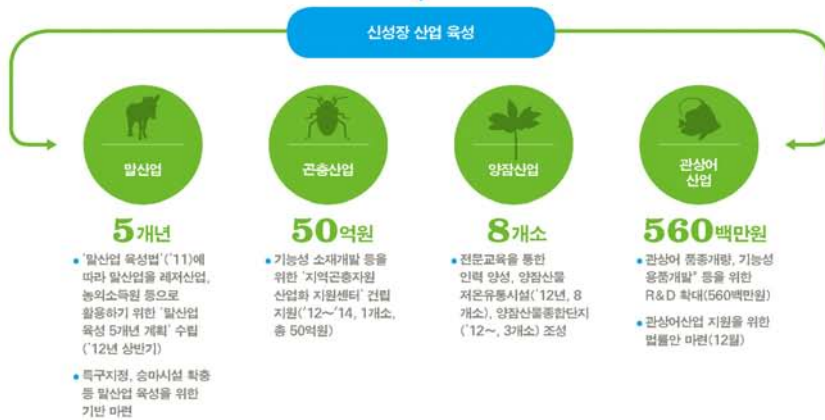 신성장 산업 육성
말산업
5개년
• '말산업 육성법'('11)에
따라 말산업을 레저산업,
농외소득원 등으로
활용하기 위한 '말산업
육성 5개년 계획' 수립
('12년 상반기)
• 특구지정, 승마시설 확충
등 말산업 육성을 위한
기반 마련
곤충산업
50억원
• 기능성 소재개발 등을
위한 '지역곤충자원
산업화 지원센터' 건립
지원('12~'14, 1개소,
총 50억원)
양잠산업
8개소
• 전문교육을 통한
인력 양성, 양잠산물
저온유통시설('12년, 8
개소), 양잠산물종합단지
('12~, 3개소) 조성
관상어
산업
560백만원
• 관상어 품종개량, 기능성
용품개발* 등을 위한
R&D 확대(560백만원)
• 관상어산업 지원을 위한
법률안 마련(12월)